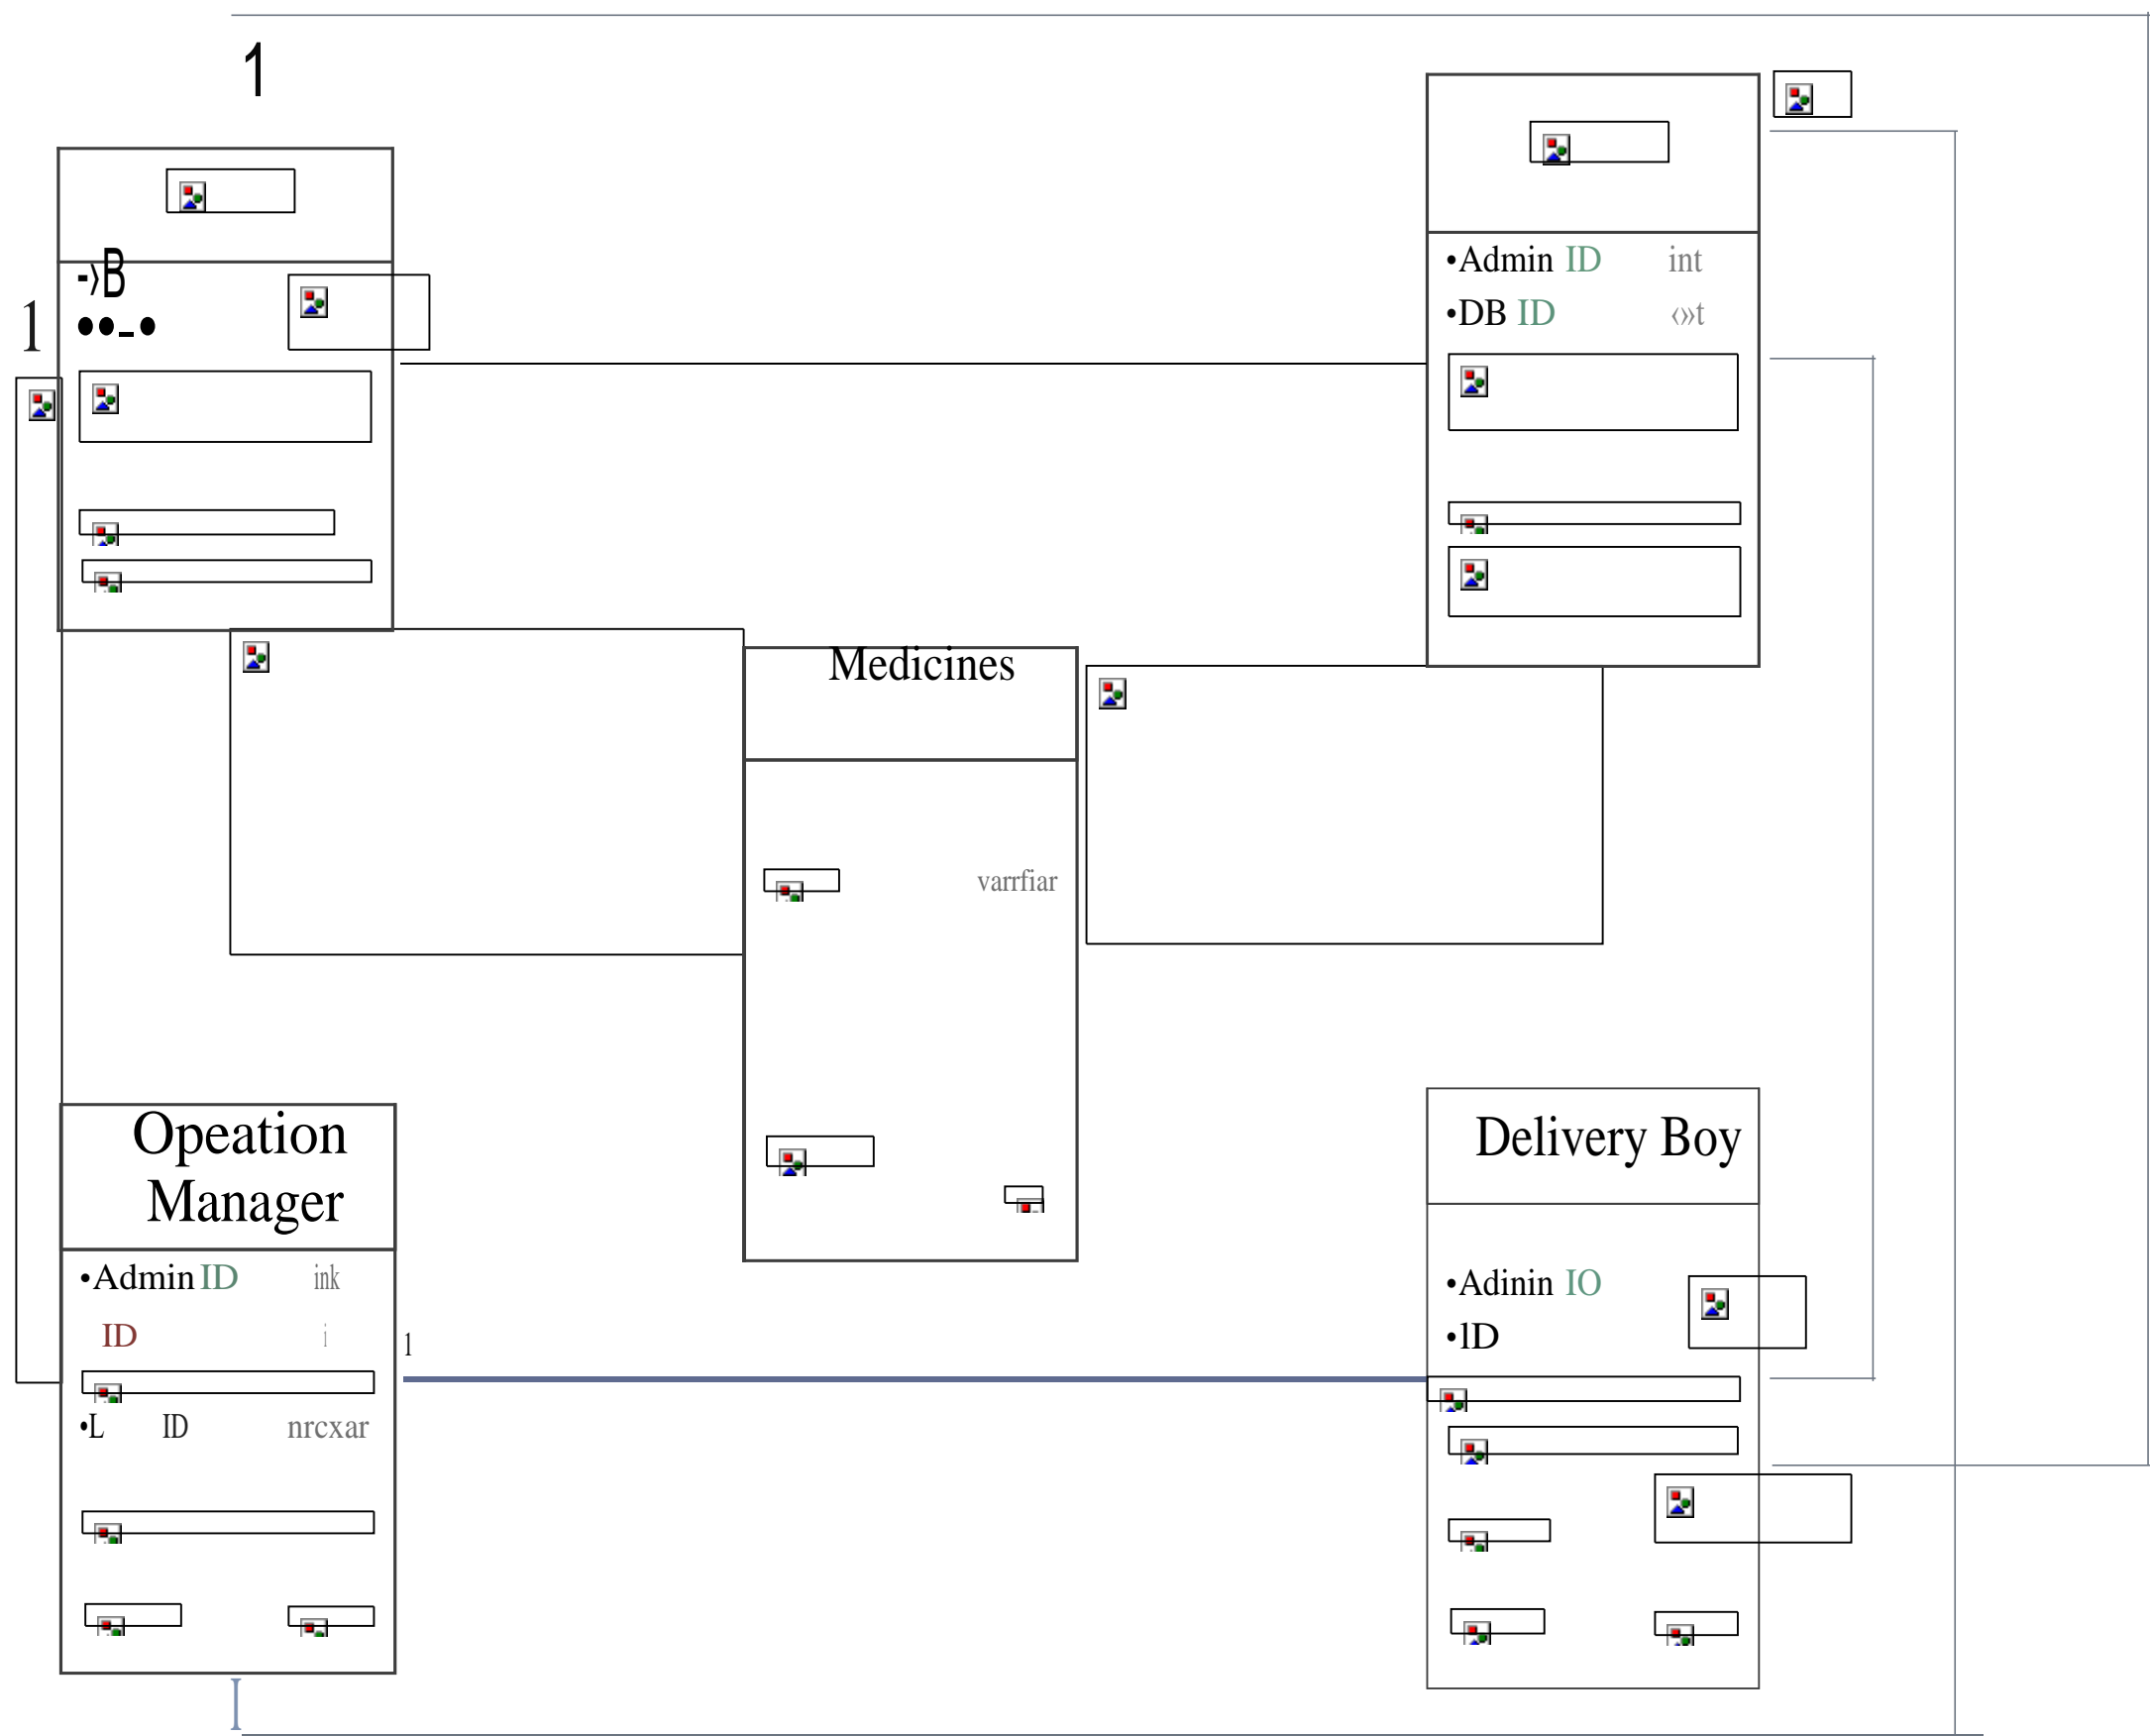 1
-›B
••-•
1
•Admin ID int
•DB ID ‹»t
Medicines
varrfiar
Opeation
Manager
•Admin ID ink
ID i
1
•L ID nrcxar
Delivery Boy
•Adinin IO
•lD